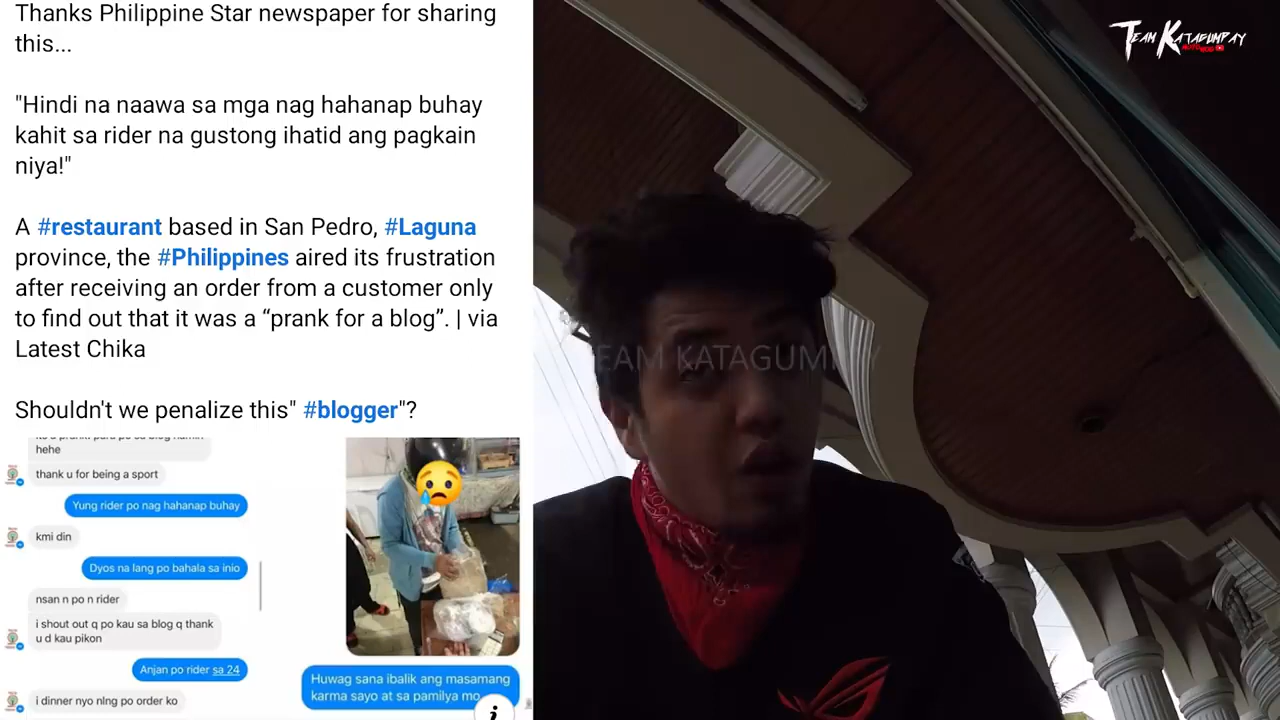 Thanks Philippine Star newspaper for sharing
this...
"Hindi na naawa sa mga nag hahanap buhay
kahit sa rider na gustong ihatid ang pagkain
niya!"
A #restaurant based in San Pedro, #Laguna
province, the #Philippines aired its frustration
after receiving an order from a customer only
to find out that it was a “prank for a blog”. | via
Latest Chika
Shouldn't we penalize this" #blogger"?
hehe
thank u for being a sport
Yung rider po nag hahanap buhay
kmi din
Dyos na lang po bahala sa inio
nsan n po n rider
i shout out q po kau sa blog q thank
u d kau pikon
Anjan po rider sa 24
i dinner nyo nlng po order ko
Huwag sana ibalik ang masamang
karma sayo at sa pamilya mo
TEAM KATAGUMPAY
TEAM KATAGUMPAY